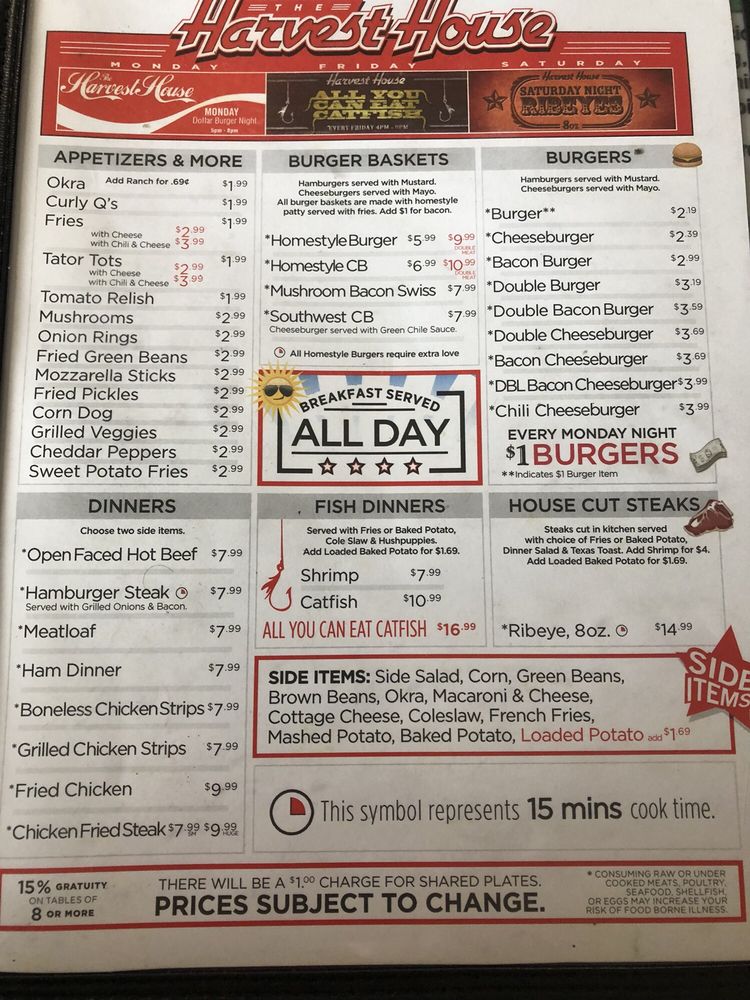 THE
Harvest House
MONDAY FRIDAY SATURDAY
The Harvest House
MONDAY
Dollar Burger Night
5pm - 8pm
Harvest House
ALL YOU
CAN EAT
CATFISH
EVERY FRIDAY 4PM - 8PM
Harvest House
SATURDAY NIGHT
RIBEYES
8oz
APPETIZERS & MORE
Okra Add Ranch for .69¢ $1.99
Curly Q's $1.99
Fries $1.99
with Cheese $2.99
with Chili & Cheese $3.99
Tator Tots $1.99
with Cheese $2.99
with Chili & Cheese $3.99
Tomato Relish $1.99
Mushrooms $2.99
Onion Rings $2.99
Fried Green Beans $2.99
Mozzarella Sticks $2.99
Fried Pickles $2.99
Corn Dog $2.99
Grilled Veggies $2.99
Cheddar Peppers $2.99
Sweet Potato Fries $2.99
BURGER BASKETS
Hamburgers served with Mustard.
Cheeseburgers served with Mayo.
All burger baskets are made with homestyle
patty served with fries. Add $1 for bacon.
*Homestyle Burger $5.99 $9.99
DOUBLE
MEAT
*Homestyle CB $6.99 $10.99
DOUBLE
MEAT
*Mushroom Bacon Swiss $7.99
*Southwest CB $7.99
Cheeseburger served with Green Chile Sauce.
All Homestyle Burgers require extra love
BREAKFAST SERVED
ALL DAY
BURGERS
Hamburgers served with Mustard.
Cheeseburgers served with Mayo.
*Burger** $2.19
*Cheeseburger $2.39
*Bacon Burger $2.99
*Double Burger $3.19
*Double Bacon Burger $3.59
*Double Cheeseburger $3.69
*Bacon Cheeseburger $3.69
*DBL Bacon Cheeseburger $3.99
*Chili Cheeseburger $3.99
EVERY MONDAY NIGHT
$1 BURGERS
**Indicates $1 Burger Item
DINNERS
Choose two side items.
*Open Faced Hot Beef $7.99
*Hamburger Steak $7.99
Served with Grilled Onions & Bacon.
*Meatloaf $7.99
*Ham Dinner $7.99
*Boneless Chicken Strips $7.99
*Grilled Chicken Strips $7.99
*Fried Chicken $9.99
*Chicken Fried Steak $7.99 SM $9.99 HUGE
FISH DINNERS
Served with Fries or Baked Potato,
Cole Slaw & Hushpuppies.
Add Loaded Baked Potato for $1.69.
Shrimp $7.99
Catfish $10.99
ALL YOU CAN EAT CATFISH $16.99
HOUSE CUT STEAKS
Steaks cut in kitchen served
with choice of Fries or Baked Potato,
Dinner Salad & Texas Toast. Add Shrimp for $4.
Add Loaded Baked Potato for $1.69.
*Ribeye, 8oz. $14.99
SIDE ITEMS: Side Salad, Corn, Green Beans,
Brown Beans, Okra, Macaroni & Cheese,
Cottage Cheese, Coleslaw, French Fries,
Mashed Potato, Baked Potato, Loaded Potato add $1.69
SIDE
ITEMS
This symbol represents 15 mins cook time.
15% GRATUITY
ON TABLES OF
8 OR MORE
THERE WILL BE A $1.00 CHARGE FOR SHARED PLATES.
PRICES SUBJECT TO CHANGE.
* CONSUMING RAW OR UNDER
COOKED MEATS, POULTRY,
SEAFOOD, SHELLFISH,
OR EGGS MAY INCREASE YOUR
RISK OF FOOD BORNE ILLNESS.